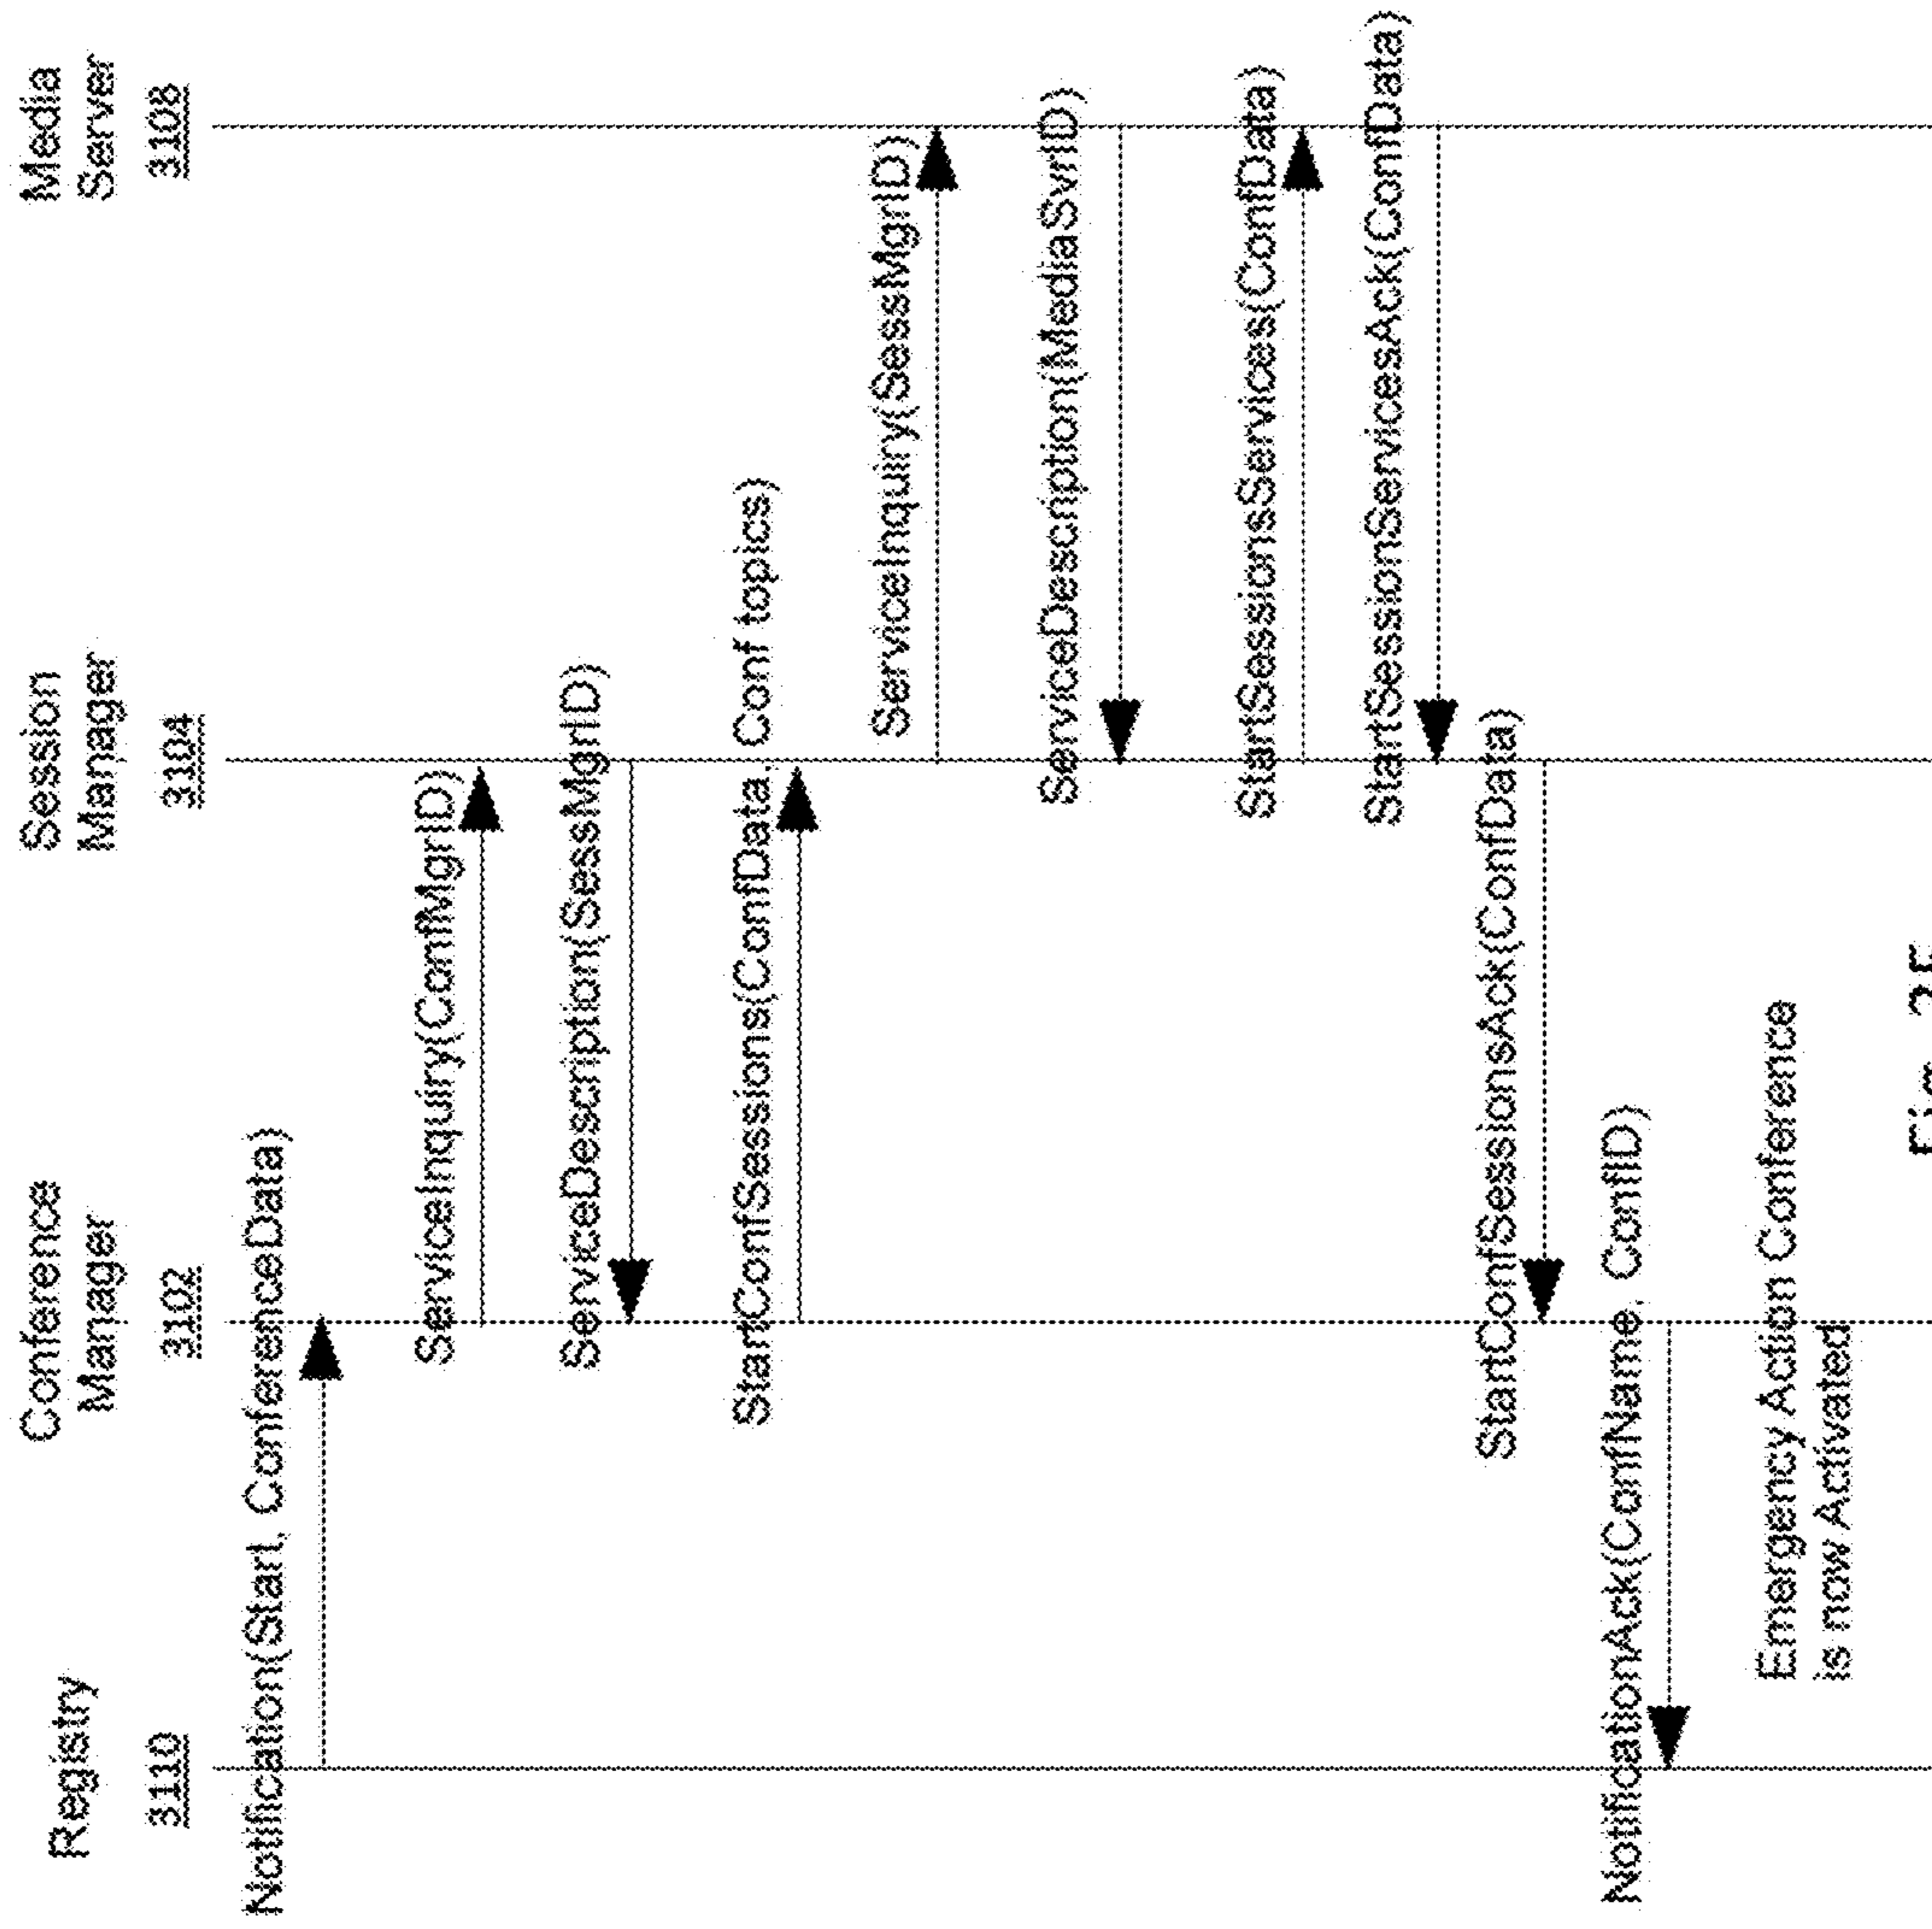 Registry
3110
Conference
Manager
3102
Session
Manager
3104
Media
Server
3108
Notification(Start, ConferenceData)
ServiceInquiry(ConfMgrID)
ServiceDescription(SessMgrID)
StartConfSessions(ConfData, Conf topics)
ServiceInquiry(SessMgrID)
ServiceDescription(MediaSvrID)
StartSessionsServices(ConfData)
StartSessionServicesAck(ConfData)
StartConfSessionsAck(ConfData)
NotificationAck(ConfName, ConfID)
Emergency Action Conference
is now Activated